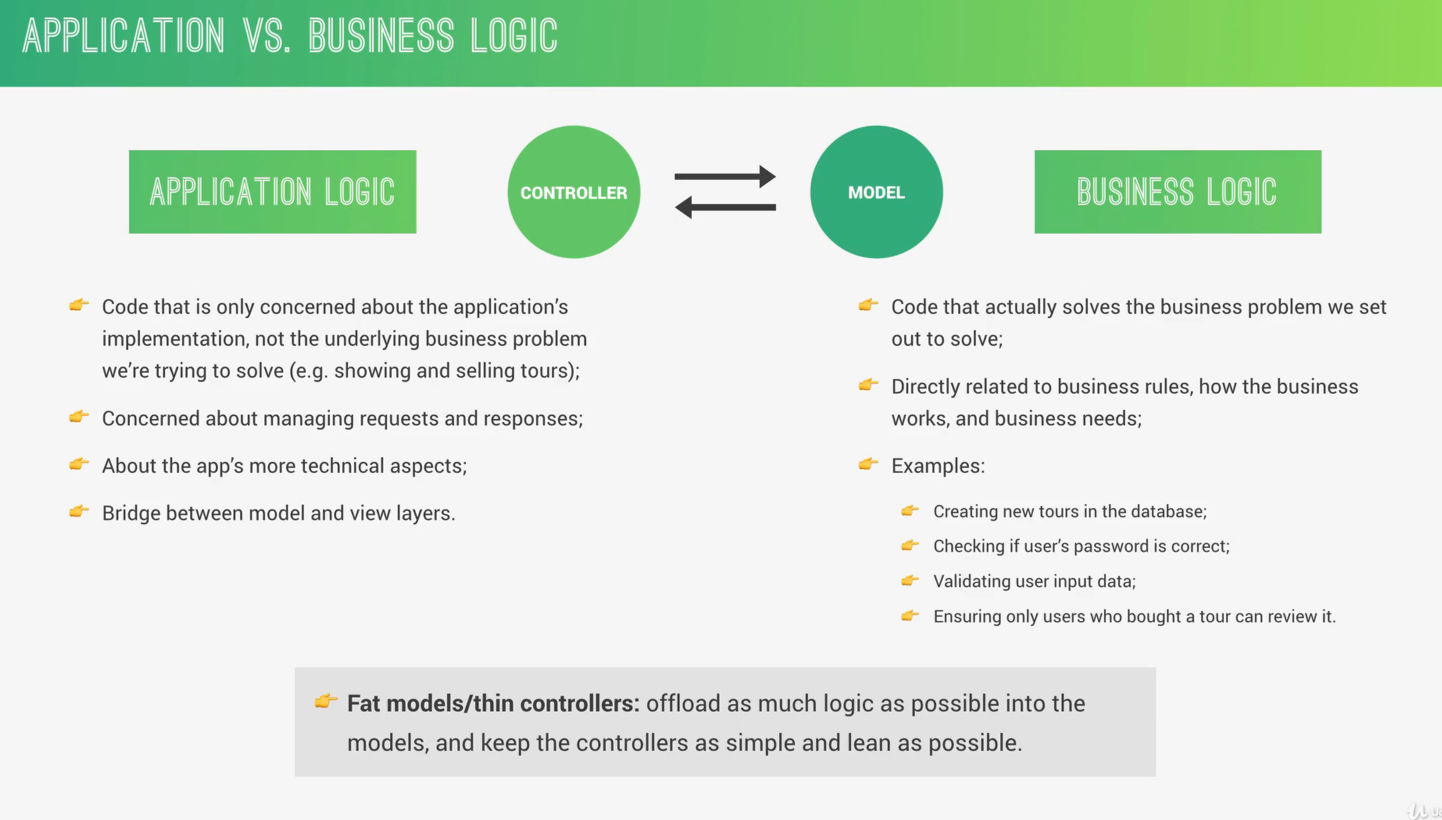 APPLICATION VS. BUSINESS LOGIC
APPLICATION LOGIC
CONTROLLER
MODEL
BUSINESS LOGIC
Code that is only concerned about the application’s
implementation, not the underlying business problem
we’re trying to solve (e.g. showing and selling tours);
Concerned about managing requests and responses;
About the app’s more technical aspects;
Bridge between model and view layers.
Code that actually solves the business problem we set
out to solve;
Directly related to business rules, how the business
works, and business needs;
Examples:
Creating new tours in the database;
Checking if user’s password is correct;
Validating user input data;
Ensuring only users who bought a tour can review it.
Fat models/thin controllers: offload as much logic as possible into the
models, and keep the controllers as simple and lean as possible.